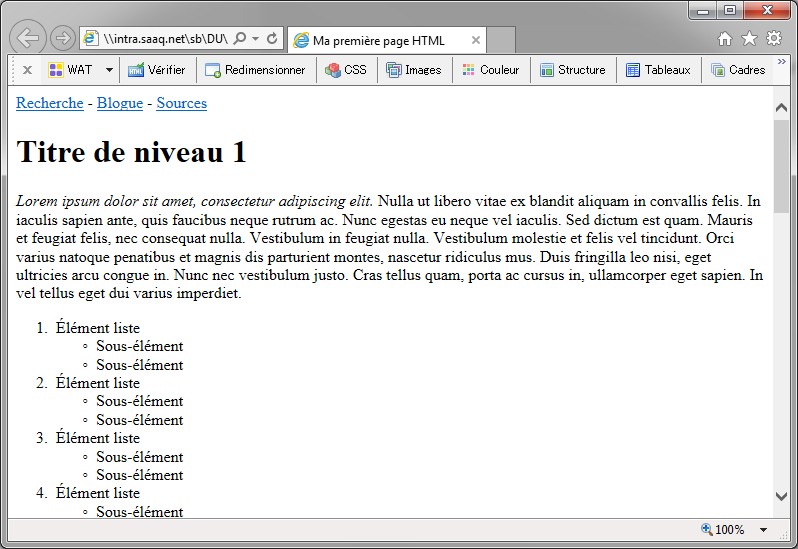 \\intra.saaq.net\sb\DU\
Ma première page HTML
WAT
Vérifier
Redimensionner
CSS
Images
Couleur
Structure
Tableaux
Cadres
Recherche - Blogue - Sources
Titre de niveau 1
Lorem ipsum dolor sit amet, consectetur adipiscing elit. Nulla ut libero vitae ex blandit aliquam in convallis felis. In
iaculis sapien ante, quis faucibus neque rutrum ac. Nunc egestas eu neque vel iaculis. Sed dictum est quam. Mauris
et feugiat felis, nec consequat nulla. Vestibulum in feugiat nulla. Vestibulum molestie et felis vel tincidunt. Orci
varius natoque penatibus et magnis dis parturient montes, nascetur ridiculus mus. Duis fringilla leo nisi, eget
ultricies arcu congue in. Nunc nec vestibulum justo. Cras tellus quam, porta ac cursus in, ullamcorper eget sapien. In
vel tellus eget dui varius imperdiet.
1. Élément liste
◦ Sous-élément
◦ Sous-élément
2. Élément liste
◦ Sous-élément
◦ Sous-élément
3. Élément liste
◦ Sous-élément
◦ Sous-élément
4. Élément liste
◦ Sous-élément
100%